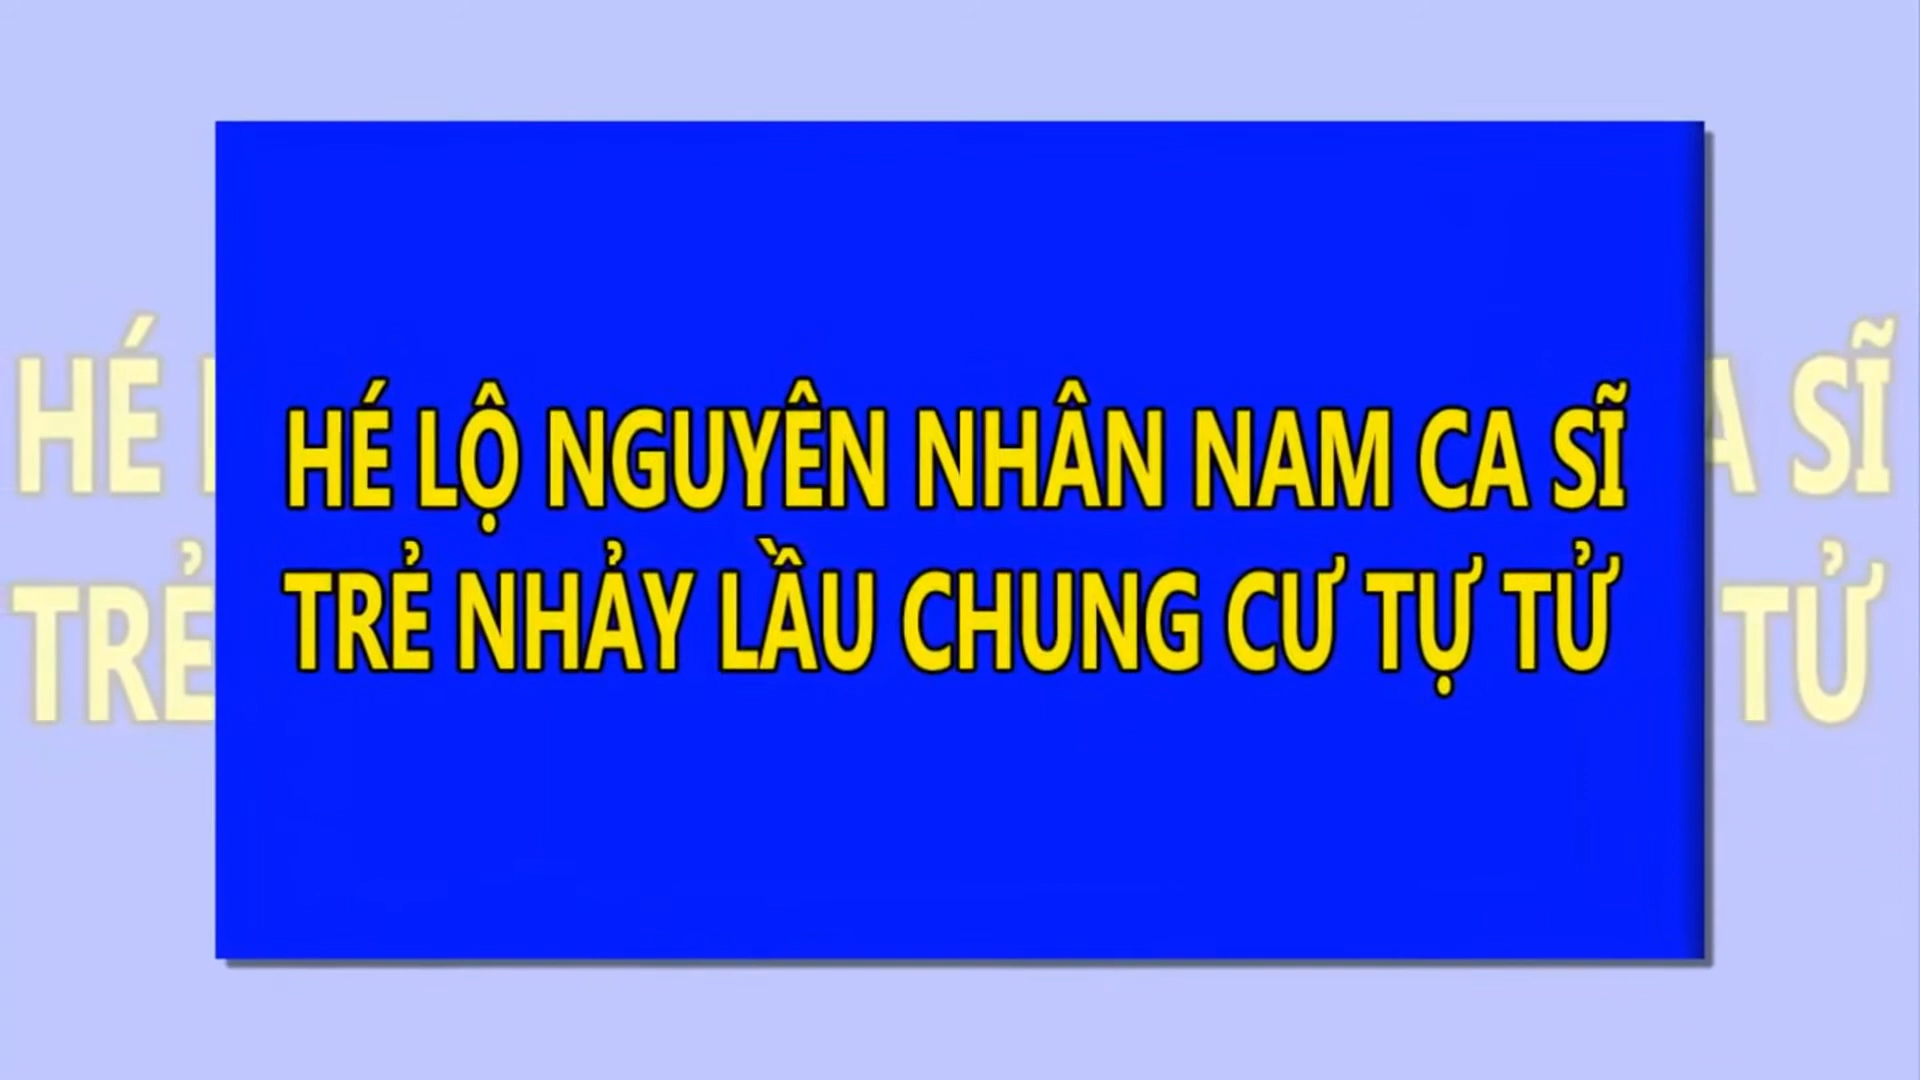 HÉ LỘ NGUYÊN NHÂN NAM CA SĨ
TRẺ NHẢY LẦU CHUNG CƯ TỰ TỬ